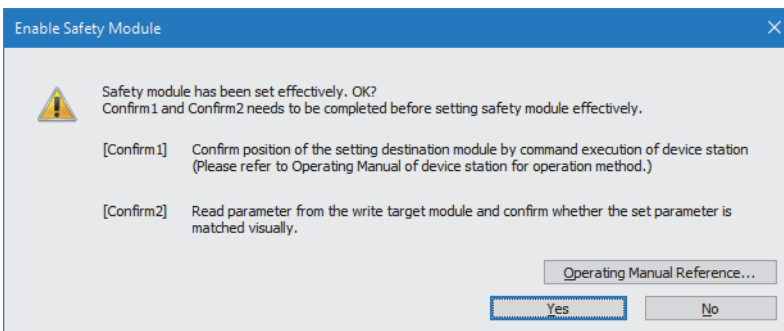 Enable Safety Module
Safety module has been set effectively. OK?
Confirm1 and Confirm2 needs to be completed before setting safety module effectively.
[Confirm1] Confirm position of the setting destination module by command execution of device station
(Please refer to Operating Manual of device station for operation method.)
[Confirm2] Read parameter from the write target module and confirm whether the set parameter is
matched visually.
Operating Manual Reference...
Yes No